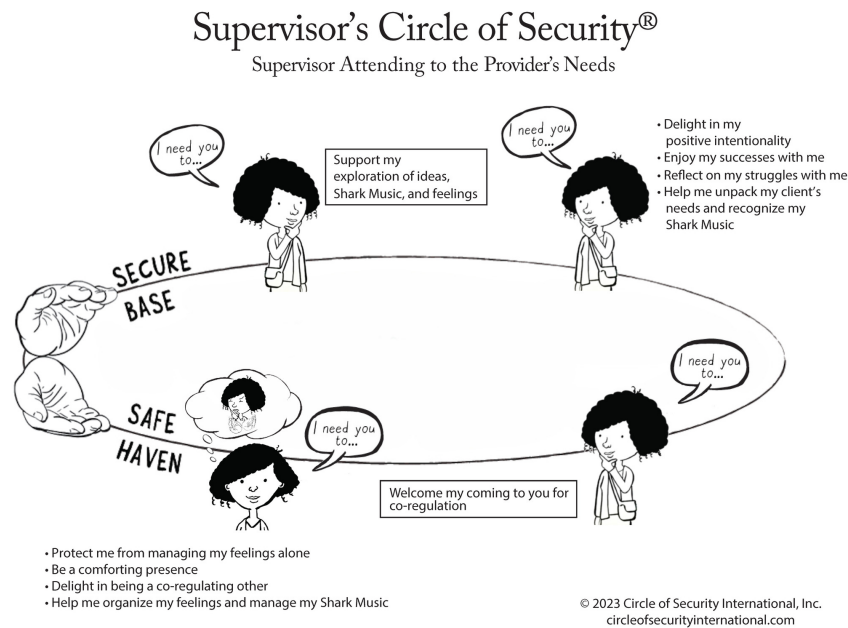 Supervisor's Circle of Security®
Supervisor Attending to the Provider's Needs
I need you
to...
Support my
exploration of ideas,
Shark Music, and feelings
I need you
to...
• Delight in my
positive intentionality
• Enjoy my successes with me
• Reflect on my struggles with me
• Help me unpack my client's
needs and recognize my
Shark Music
SECURE
BASE
SAFE
HAVEN
I need you
to...
I need you
to...
Welcome my coming to you for
co-regulation
• Protect me from managing my feelings alone
• Be a comforting presence
• Delight in being a co-regulating other
• Help me organize my feelings and manage my Shark Music
© 2023 Circle of Security International, Inc.
circleofsecurityinternational.com